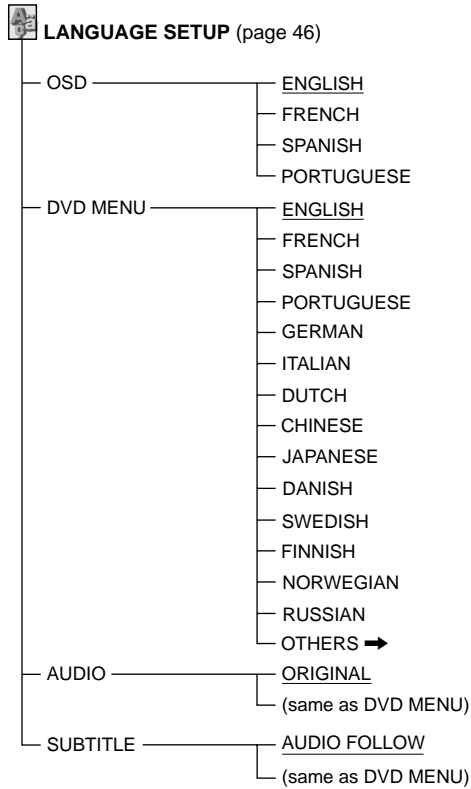 LANGUAGE SETUP (page 46)
OSD ENGLISH
FRENCH
SPANISH
PORTUGUESE
DVD MENU ENGLISH
FRENCH
SPANISH
PORTUGUESE
GERMAN
ITALIAN
DUTCH
CHINESE
JAPANESE
DANISH
SWEDISH
FINNISH
NORWEGIAN
RUSSIAN
OTHERS ➡
AUDIO ORIGINAL
(same as DVD MENU)
SUBTITLE AUDIO FOLLOW
(same as DVD MENU)